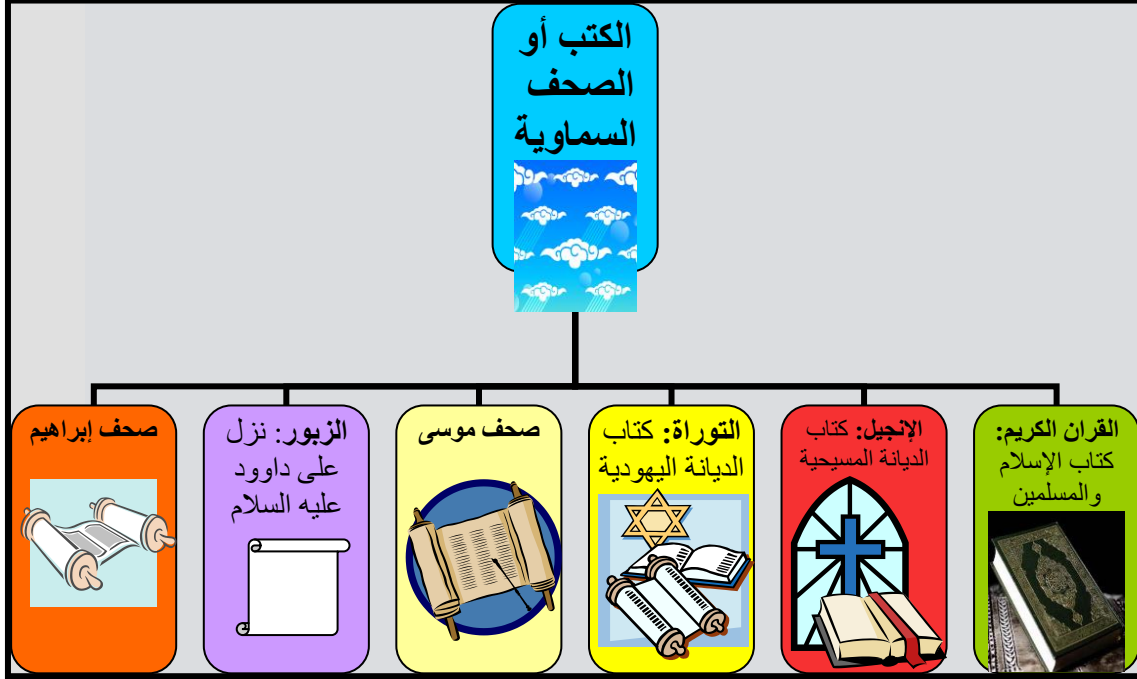 الكتب أو
الصحف
السماوية
القران الكريم:
كتاب الإسلام
والمسلمين
الإنجيل: كتاب
الديانة المسيحية
التوراة: كتاب
الديانة اليهودية
صحف موسى
الزبور: نزل
على داوود
عليه السلام
صحف إبراهيم